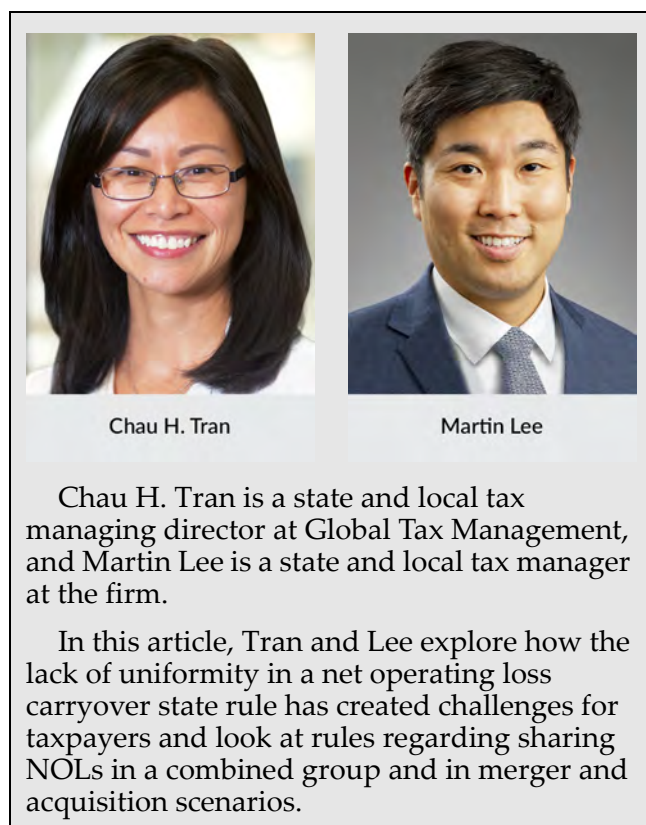 Chau H. Tran
Martin Lee
Chau H. Tran is a state and local tax
managing director at Global Tax Management,
and Martin Lee is a state and local tax manager
at the firm.
In this article, Tran and Lee explore how the
lack of uniformity in a net operating loss
carryover state rule has created challenges for
taxpayers and look at rules regarding sharing
NOLs in a combined group and in merger and
acquisition scenarios.